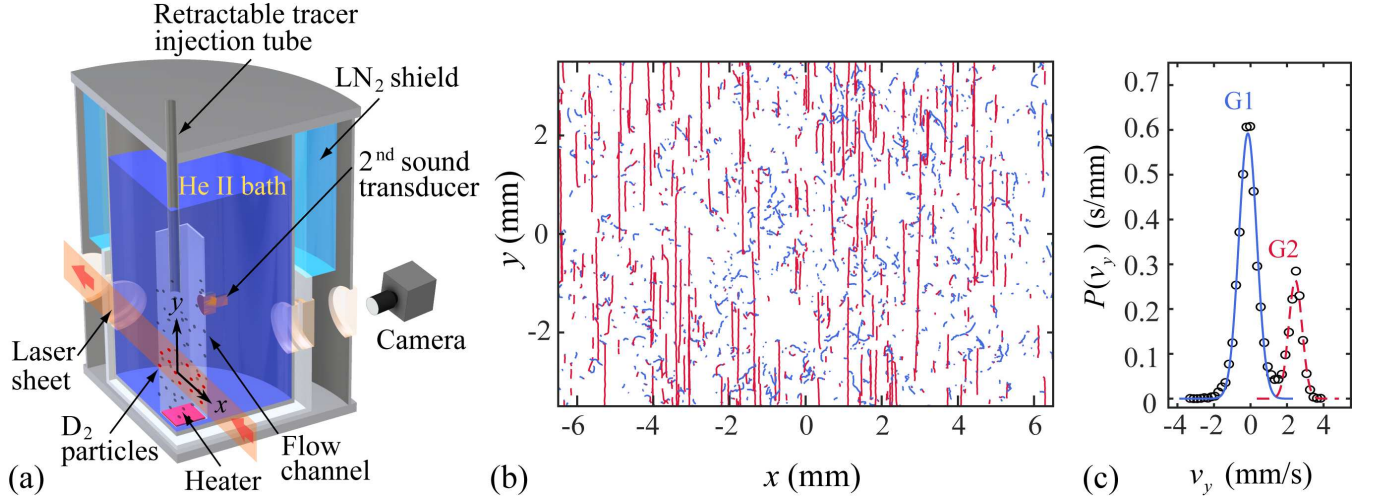 Retractable tracer
injection tube
LN₂ shield
He II bath
2ⁿᵈ sound
transducer
y
x
Camera
Laser
sheet
D₂
particles
Heater
Flow
channel
(a)
y (mm)
2
0
-2
-6 -4 -2 0 2 4 6
x (mm)
(b)
P(v_y) (s/mm)
0.7
0.6
0.5
0.4
0.3
0.2
0.1
0
G1
G2
-4 -2 0 2 4
v_y (mm/s)
(c)